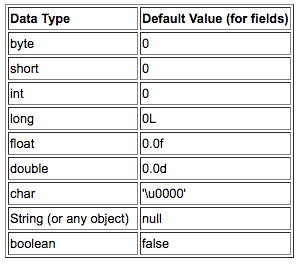 Data Type Default Value (for fields)
byte 0
short 0
int 0
long 0L
float 0.0f
double 0.0d
char '\u0000'
String (or any object) null
boolean false